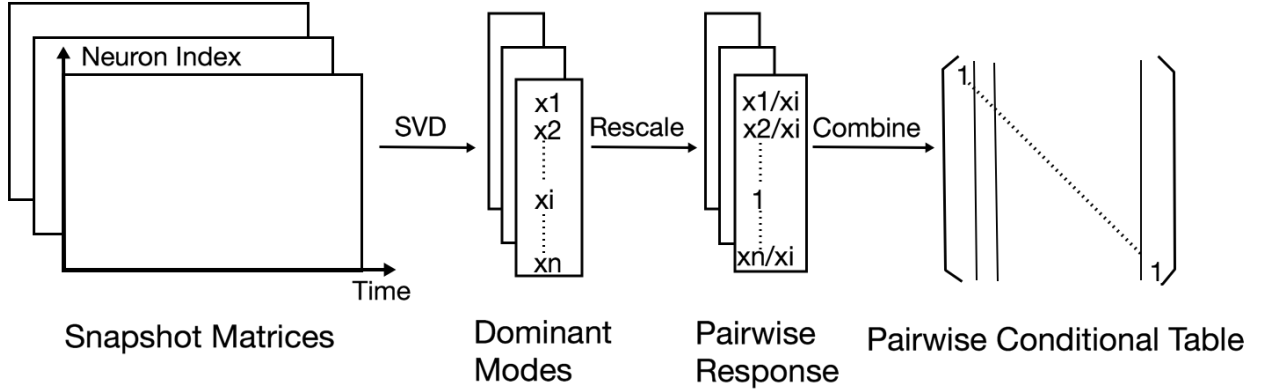 Neuron Index
Time
Snapshot Matrices
SVD
x1
x2
xi
xn
Dominant
Modes
Rescale
x1/xi
x2/xi
1
xn/xi
Pairwise
Response
Combine
1
1
Pairwise Conditional Table